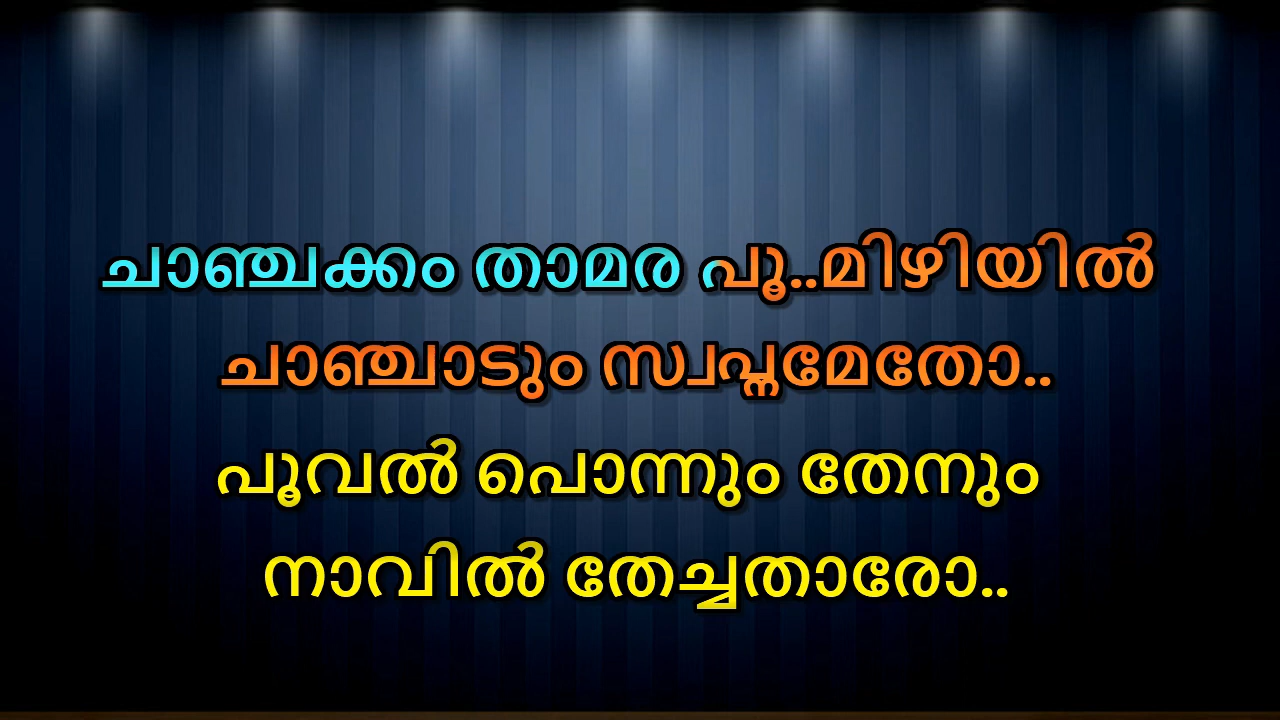 ചാഞ്ചക്കം താമര പൂ..മിഴിയിൽ
ചാഞ്ചാടും സ്വപ്നമേതോ..
പൂവൽ പൊന്നും തേനും
നാവിൽ തേച്ചതാരോ..